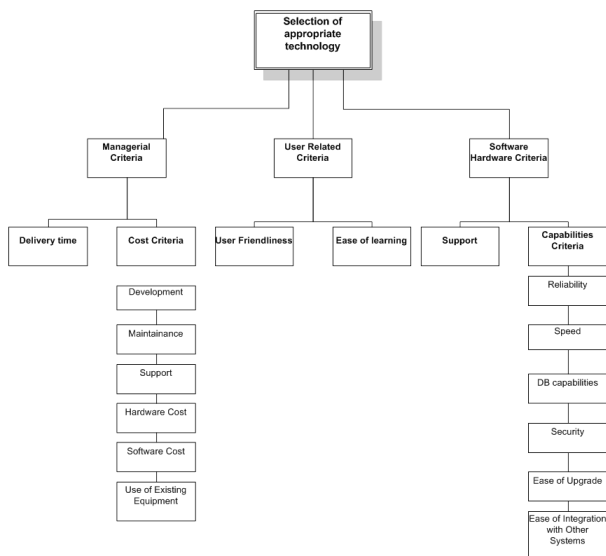 Selection of
appropriate
technology
Managerial
Criteria
User Related
Criteria
Software
Hardware Criteria
Delivery time
Cost Criteria
User Friendliness
Ease of learning
Support
Capabilities
Criteria
Development
Maintainance
Support
Hardware Cost
Software Cost
Use of Existing
Equipment
Reliability
Speed
DB capabilities
Security
Ease of Upgrade
Ease of Integration
with Other
Systems